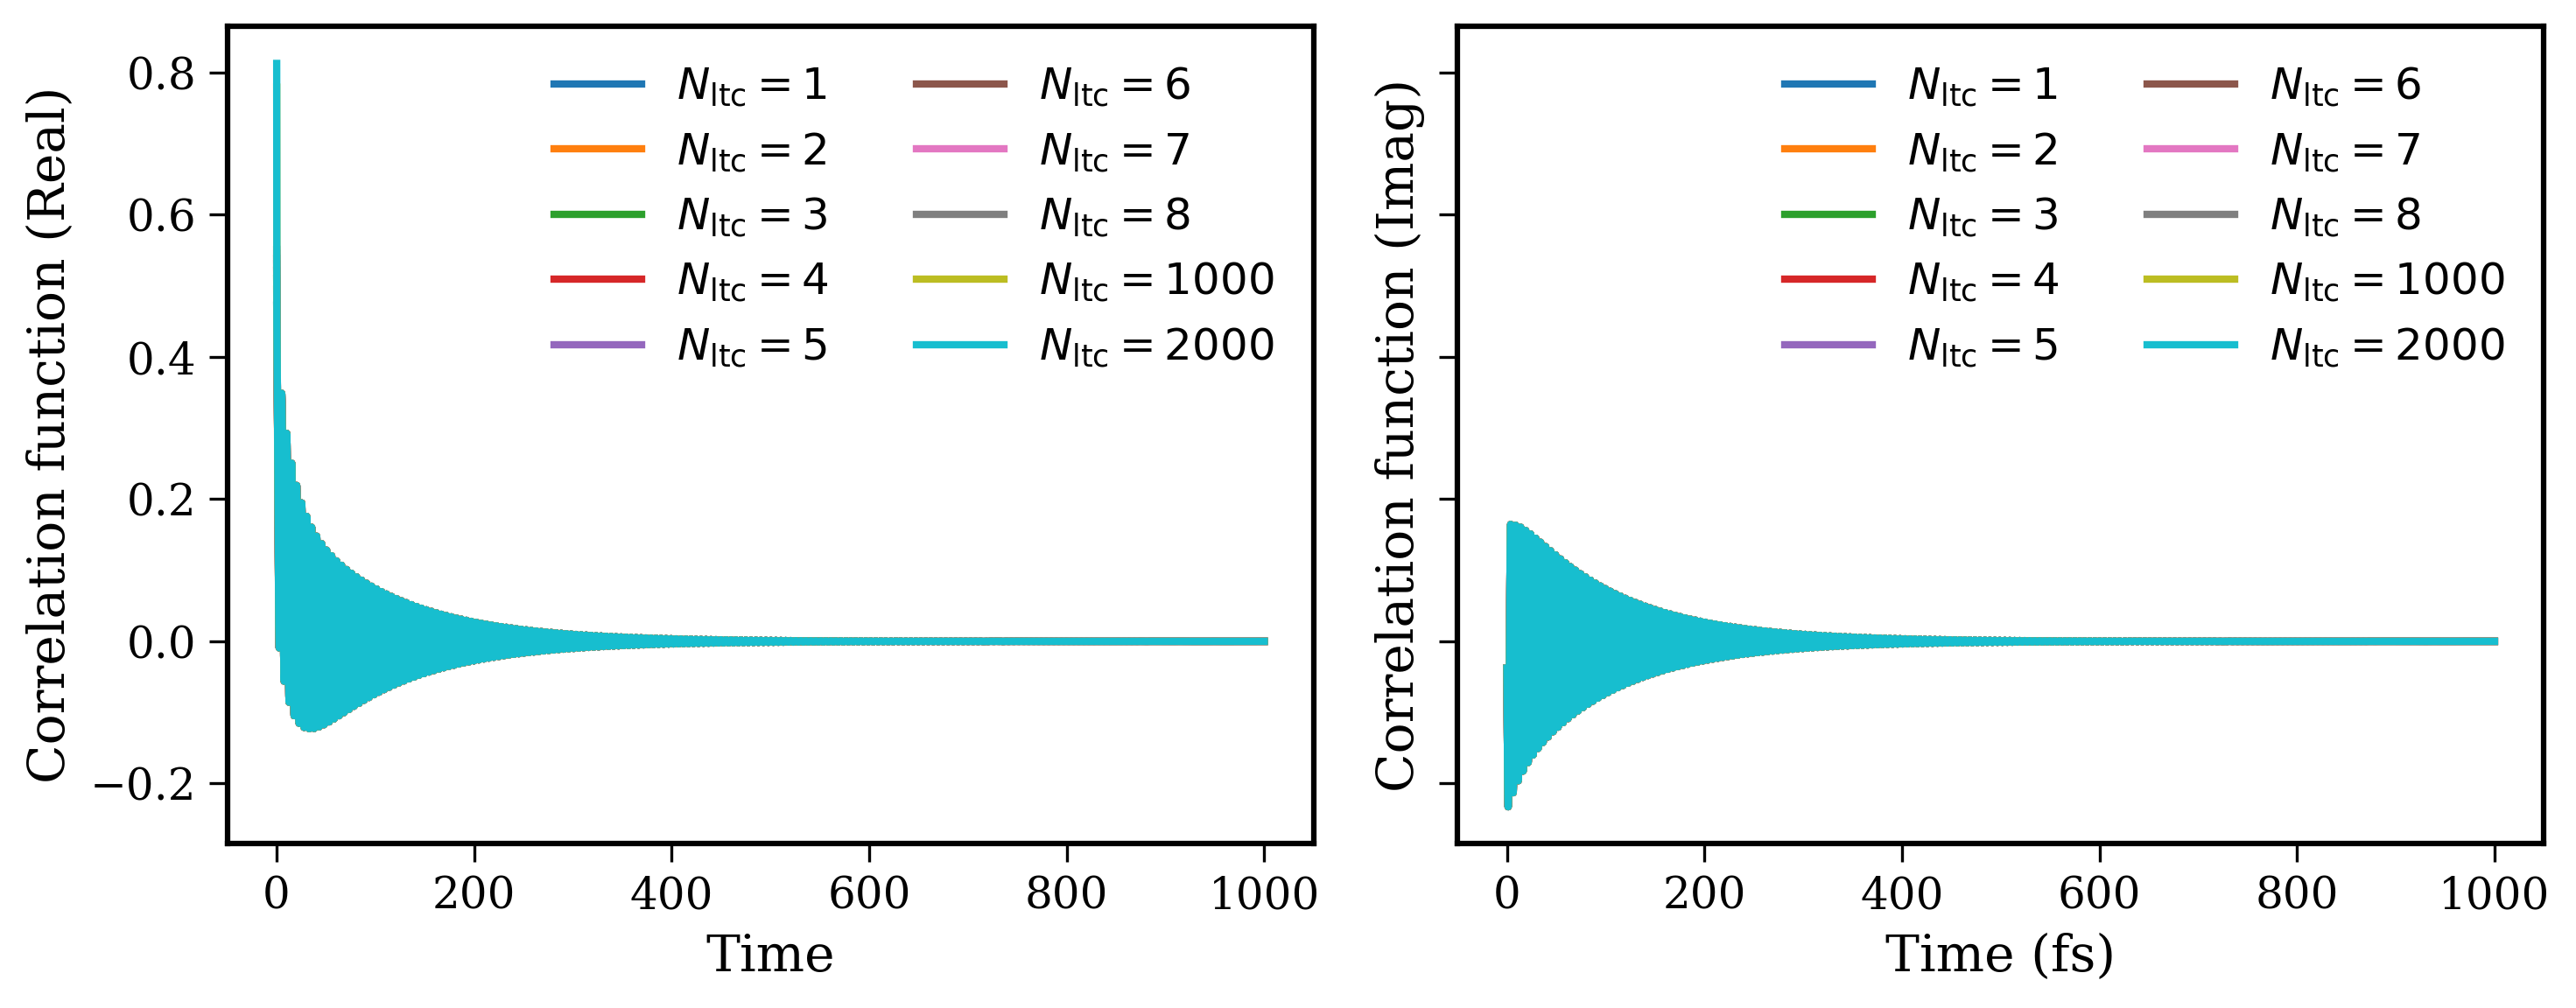 Correlation function (Real)
0.8
0.6
0.4
0.2
0.0
−0.2
N_ltc = 1
N_ltc = 2
N_ltc = 3
N_ltc = 4
N_ltc = 5
N_ltc = 6
N_ltc = 7
N_ltc = 8
N_ltc = 1000
N_ltc = 2000
0 200 400 600 800 1000
Time
Correlation function (Imag)
N_ltc = 1
N_ltc = 2
N_ltc = 3
N_ltc = 4
N_ltc = 5
N_ltc = 6
N_ltc = 7
N_ltc = 8
N_ltc = 1000
N_ltc = 2000
0 200 400 600 800 1000
Time (fs)